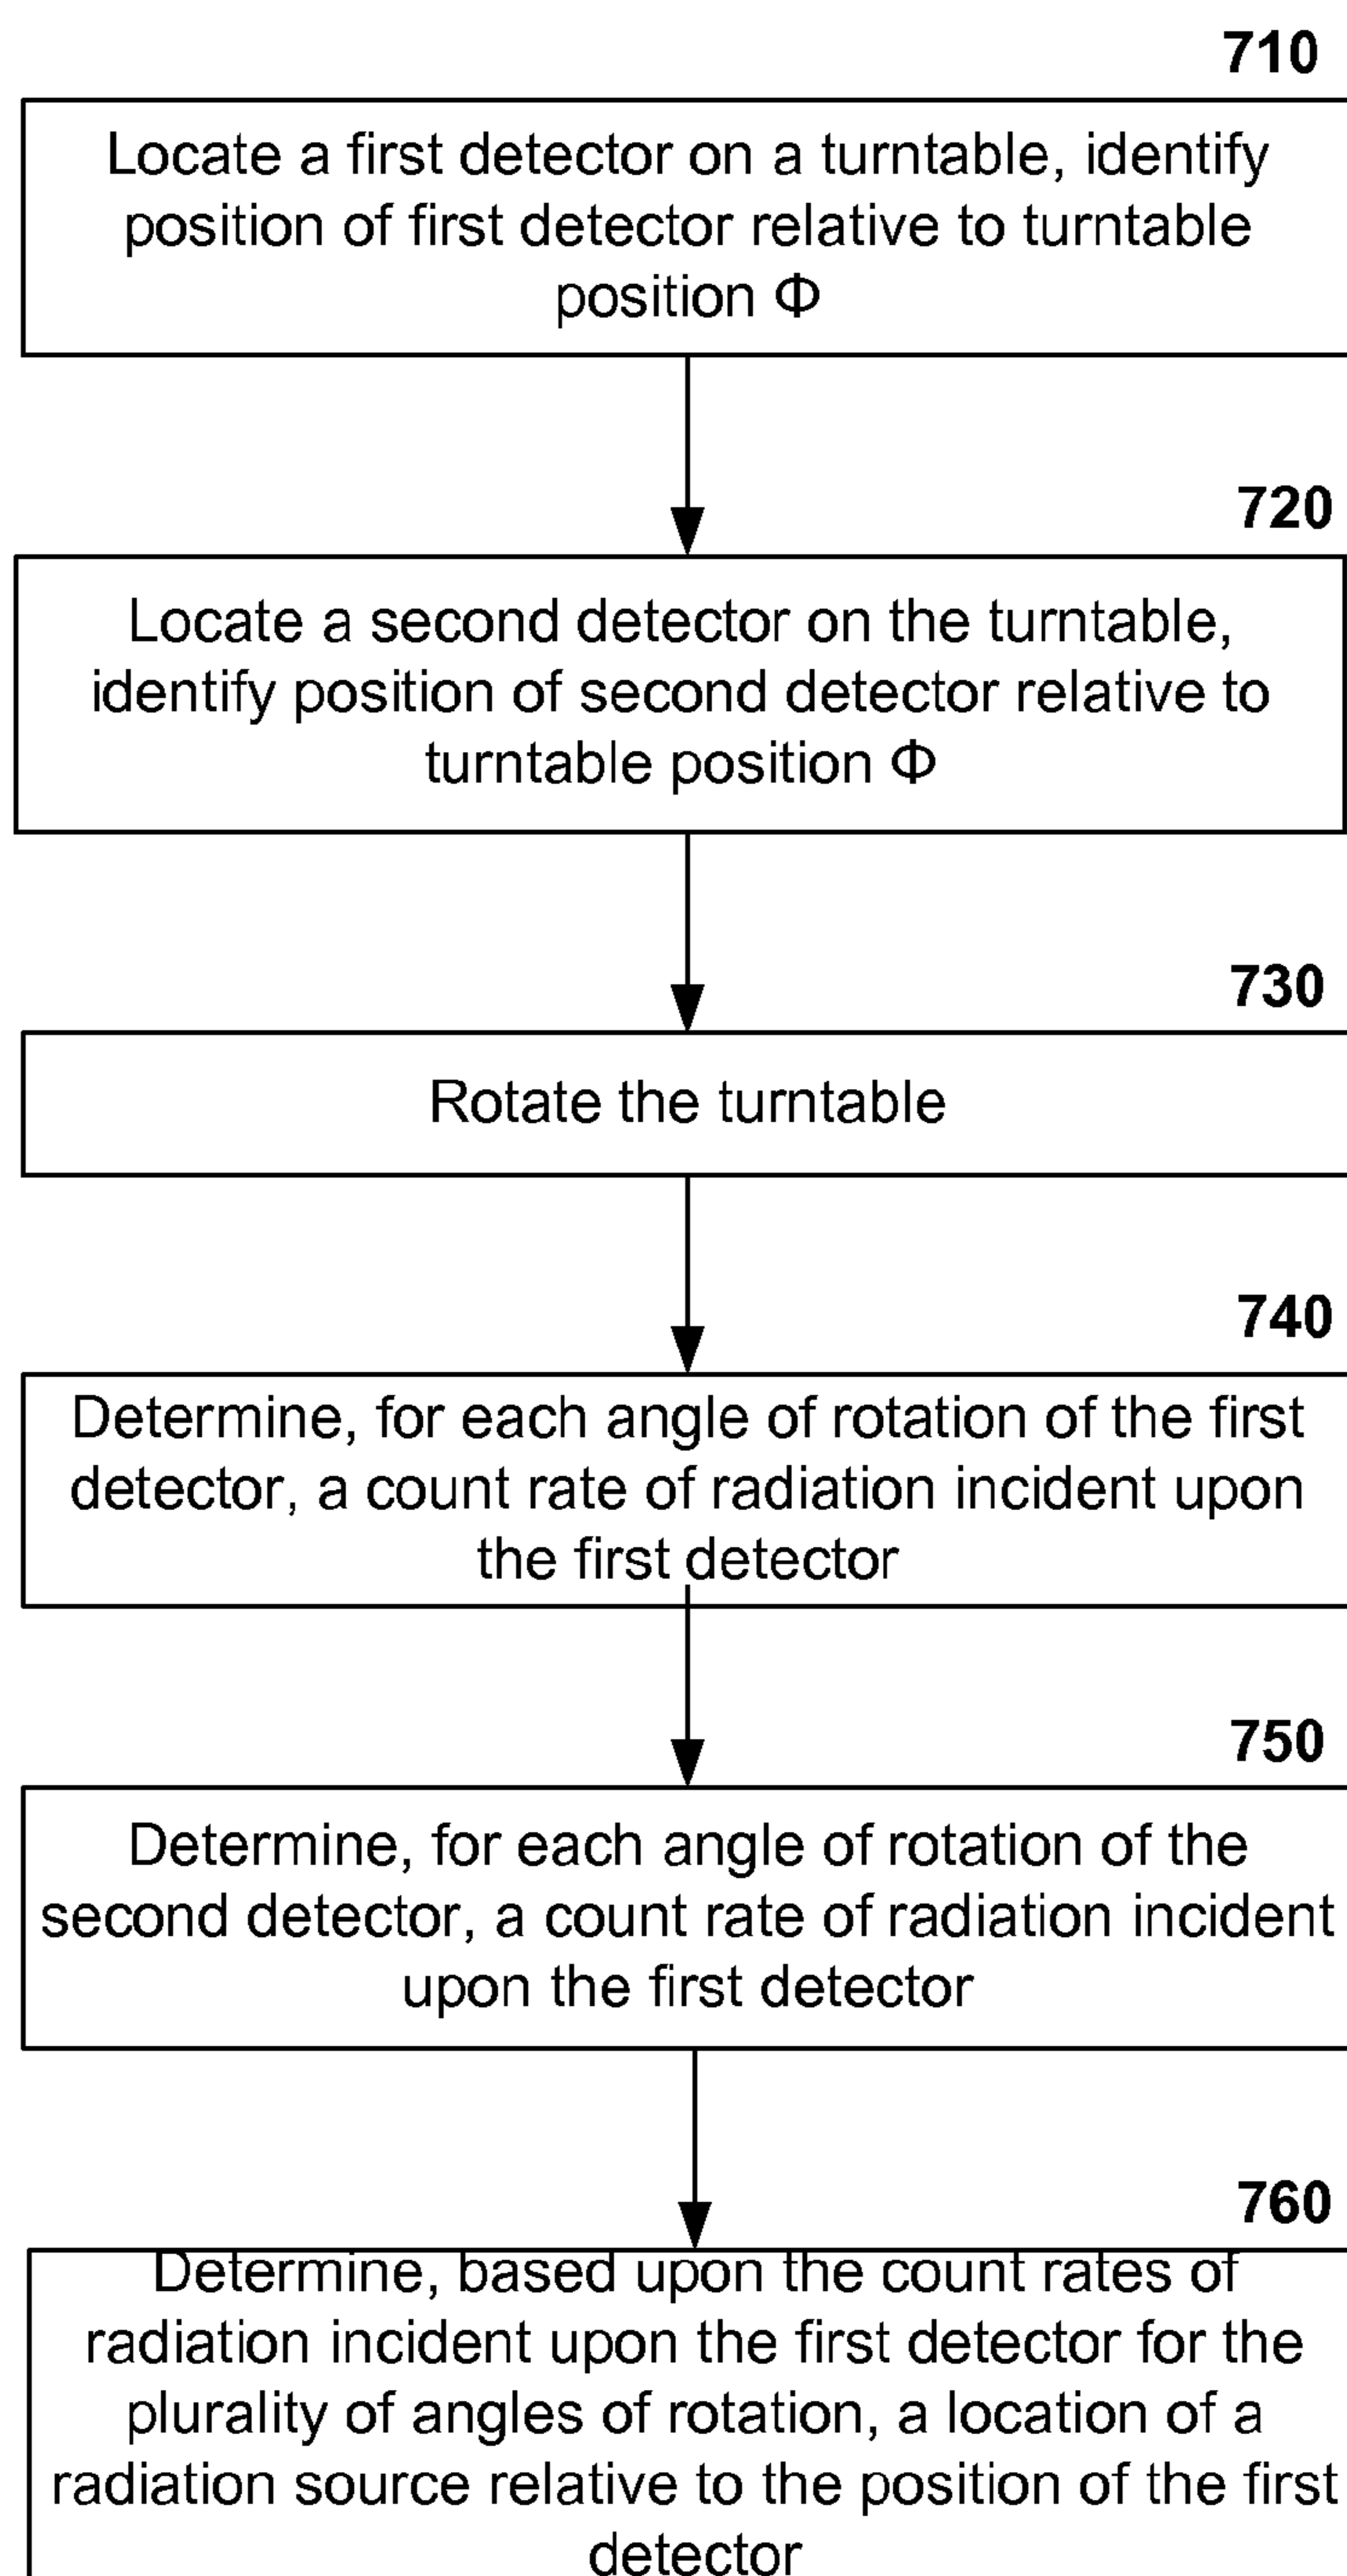 710
Locate a first detector on a turntable, identify
position of first detector relative to turntable
position Φ
720
Locate a second detector on the turntable,
identify position of second detector relative to
turntable position Φ
730
Rotate the turntable
740
Determine, for each angle of rotation of the first
detector, a count rate of radiation incident upon
the first detector
750
Determine, for each angle of rotation of the
second detector, a count rate of radiation incident
upon the first detector
760
Determine, based upon the count rates of
radiation incident upon the first detector for the
plurality of angles of rotation, a location of a
radiation source relative to the position of the first
detector